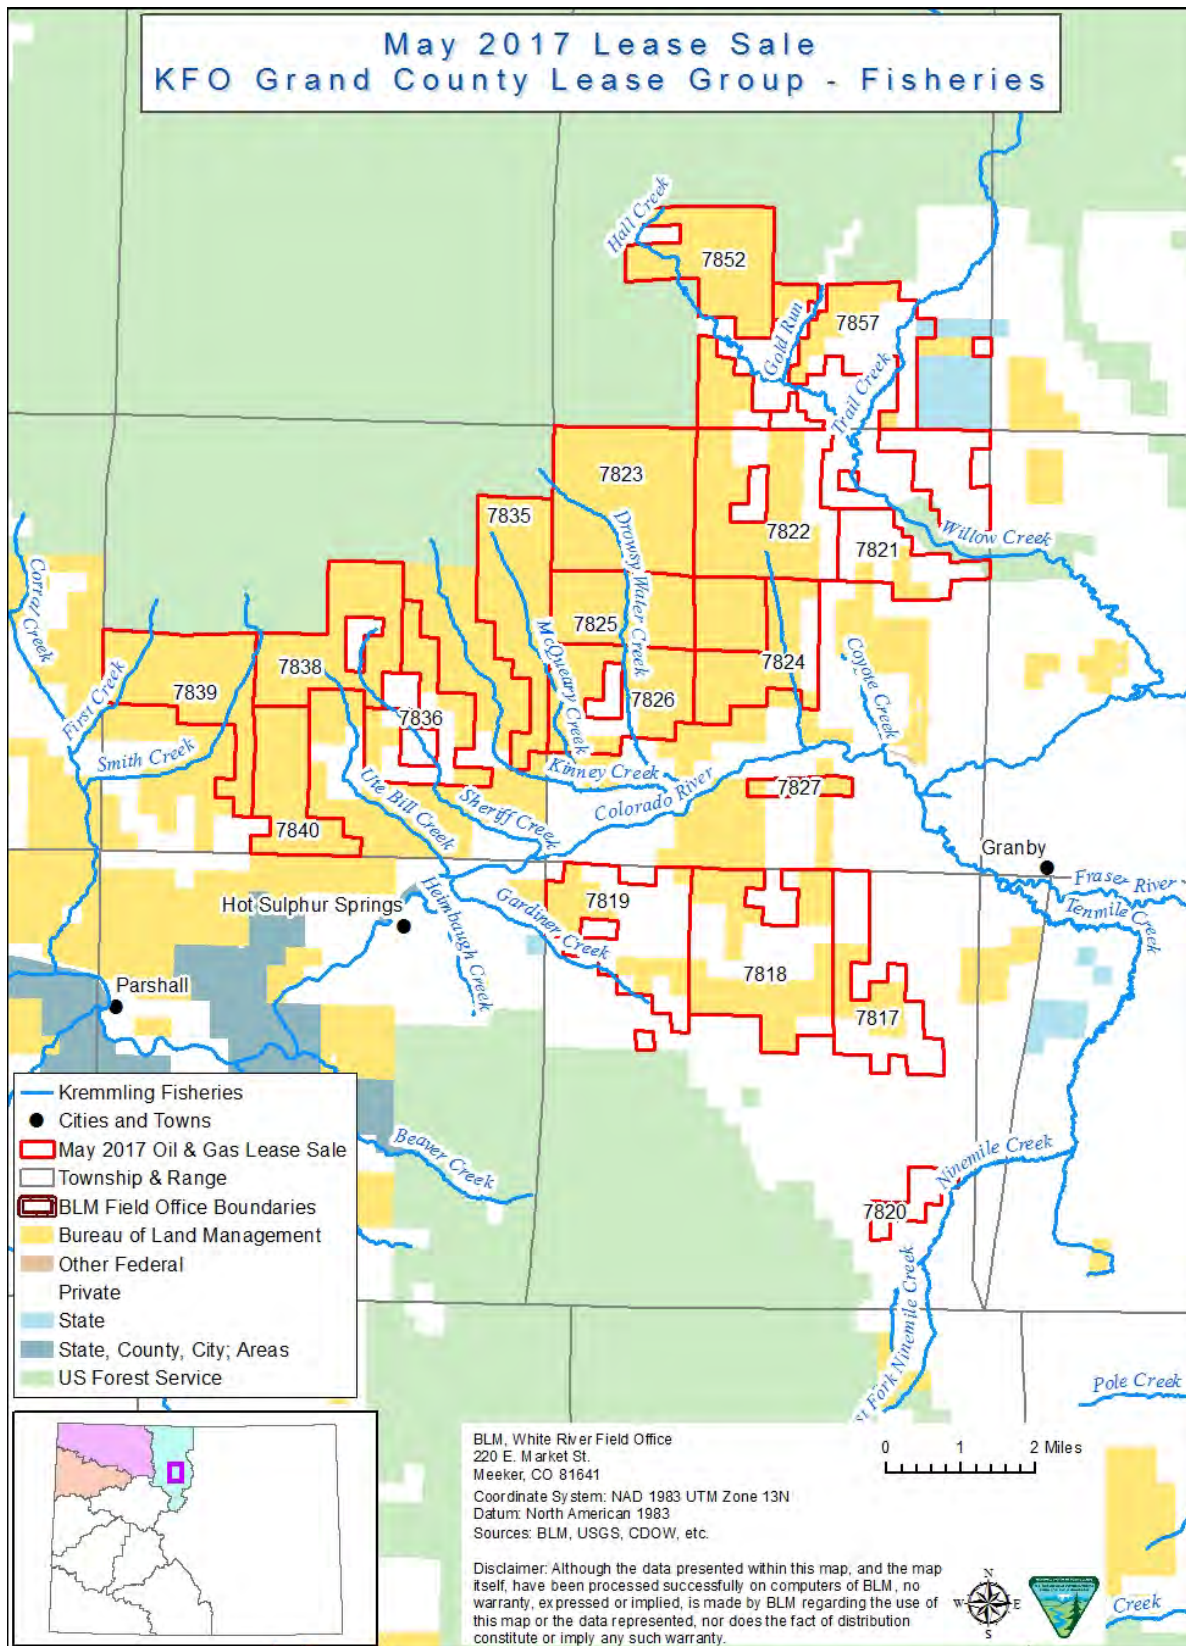 May 2017 Lease Sale
KFO Grand County Lease Group - Fisheries
Hall Creek
7852
Gold Run
7857
Trail Creek
7823
7835
Drowsy Water Creek
7822
Willow Creek
7821
Corral Creek
7825
McQueary Creek
Coyote Creek
7838
7824
First Creek
7839
7826
7836
Smith Creek
Kinney Creek
Ute Bill Creek
Colorado River
7827
Sheriff Creek
7840
Granby
Fraser River
Heimbaugh Creek
Hot Sulphur Springs
7819
Gardiner Creek
Tenmile Creek
7818
Parshall
7817
Beaver Creek
Ninemile Creek
7820
st Fork Ninemile Creek
Pole Creek
Creek
Kremmling Fisheries
Cities and Towns
May 2017 Oil & Gas Lease Sale
Township & Range
BLM Field Office Boundaries
Bureau of Land Management
Other Federal
Private
State
State, County, City; Areas
US Forest Service
BLM, White River Field Office
220 E. Market St.
Meeker, CO 81641
Coordinate System: NAD 1983 UTM Zone 13N
Datum: North American 1983
Sources: BLM, USGS, CDOW, etc.
0 1 2 Miles
Disclaimer: Although the data presented within this map, and the map
itself, have been processed successfully on computers of BLM, no
warranty, expressed or implied, is made by BLM regarding the use of
this map or the data represented, nor does the fact of distribution
constitute or imply any such warranty.
N
W E
S